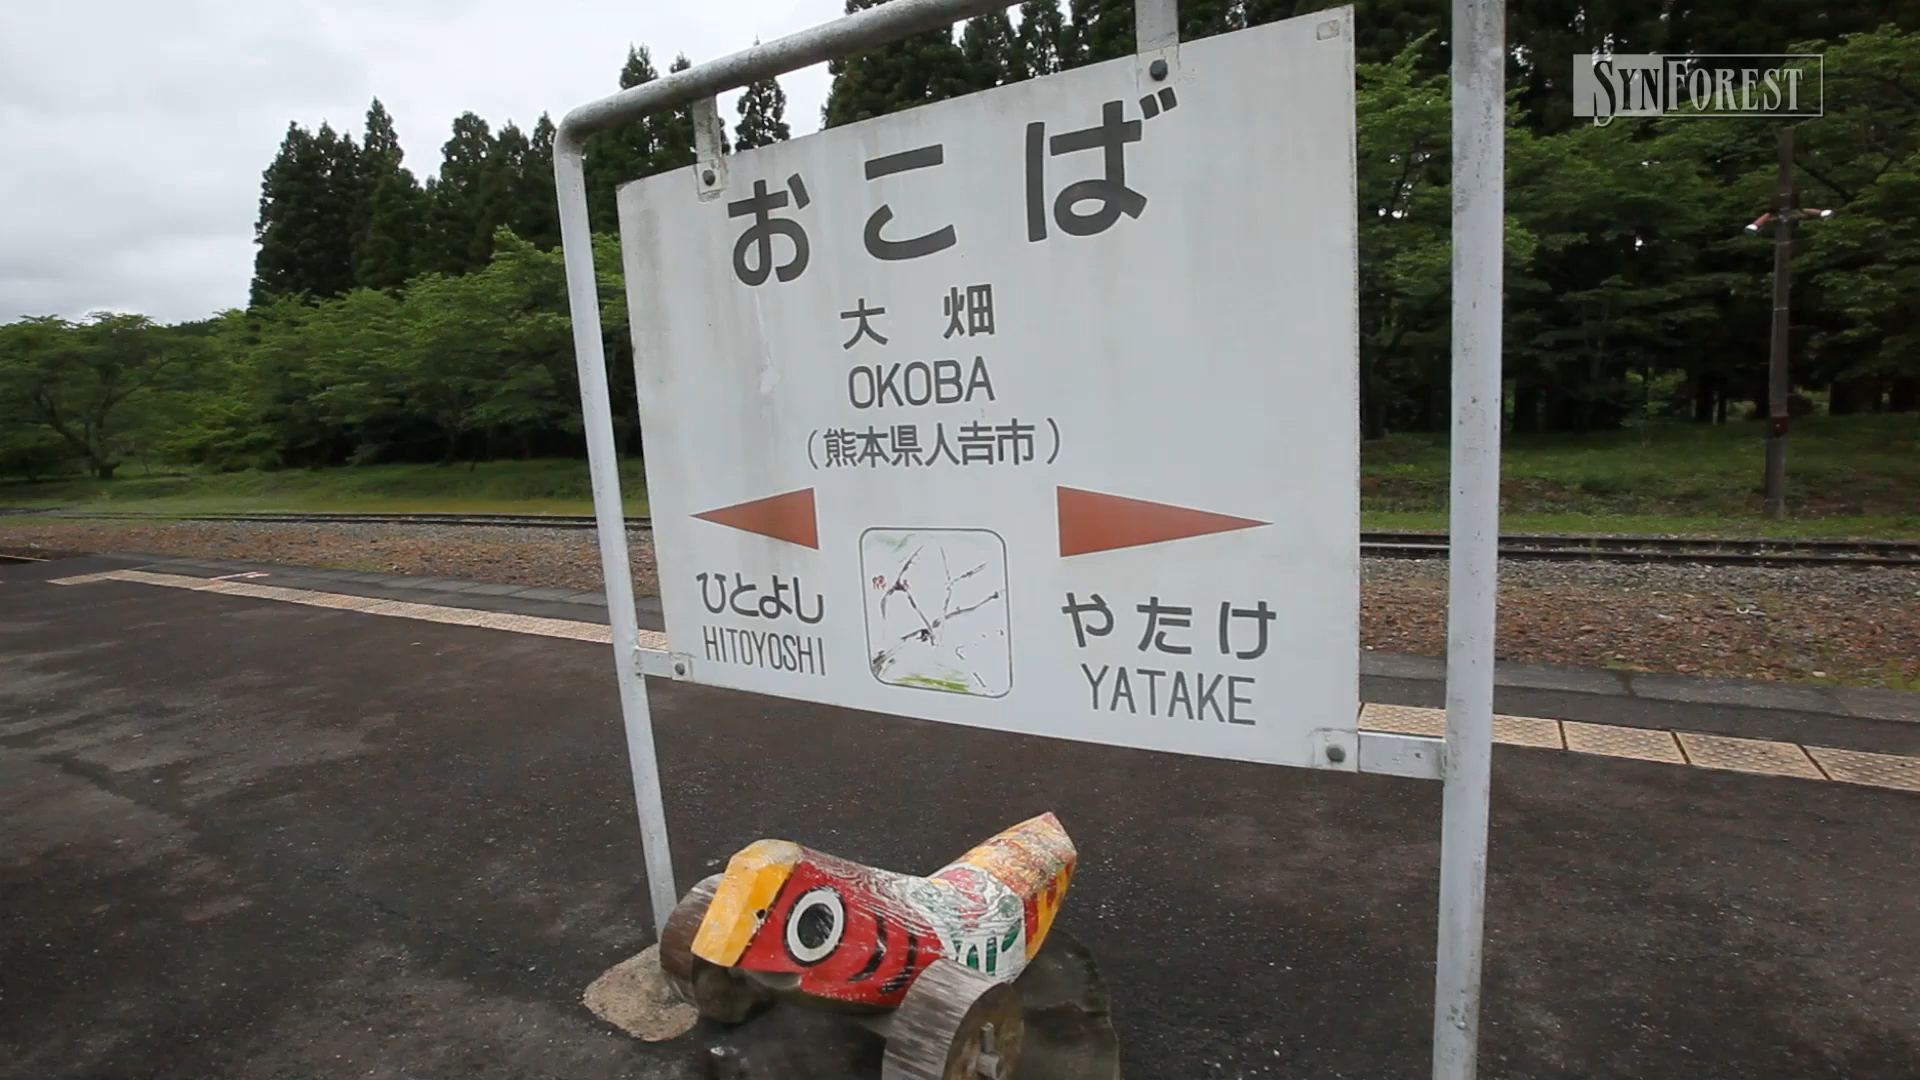 SYNFOREST
おこば
大畑
OKOBA
(熊本県人吉市)
ひとよし
HITOYOSHI
やたけ
YATAKE